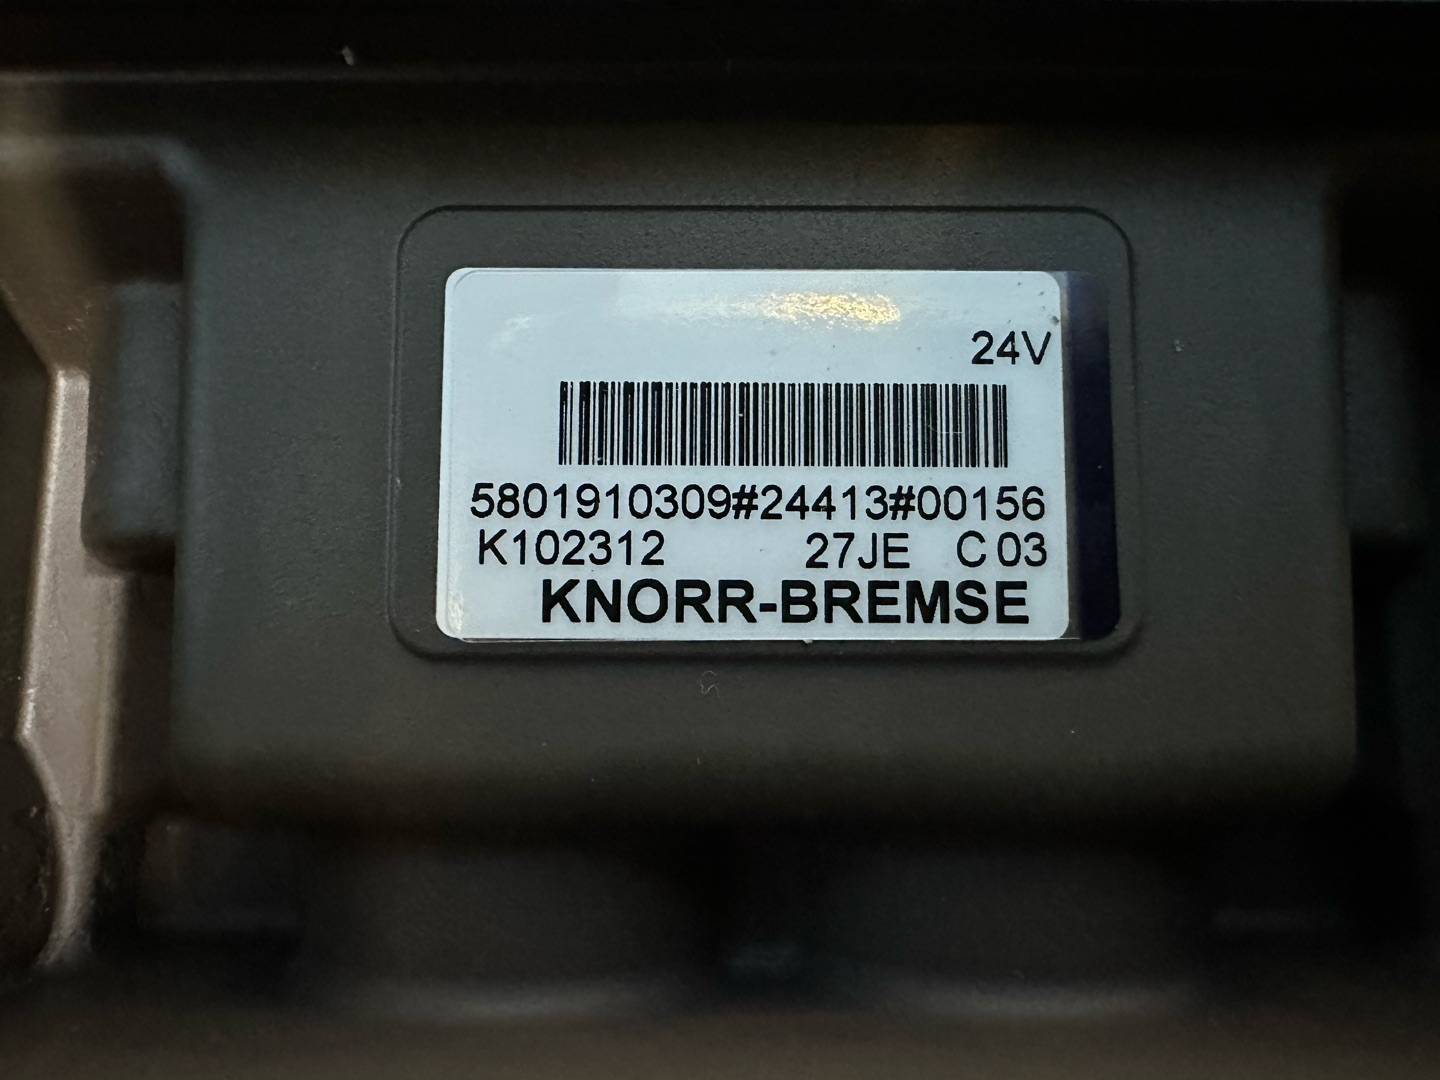 24V
5801910309#24413#00156
K102312 27JE C 03
KNORR-BREMSE